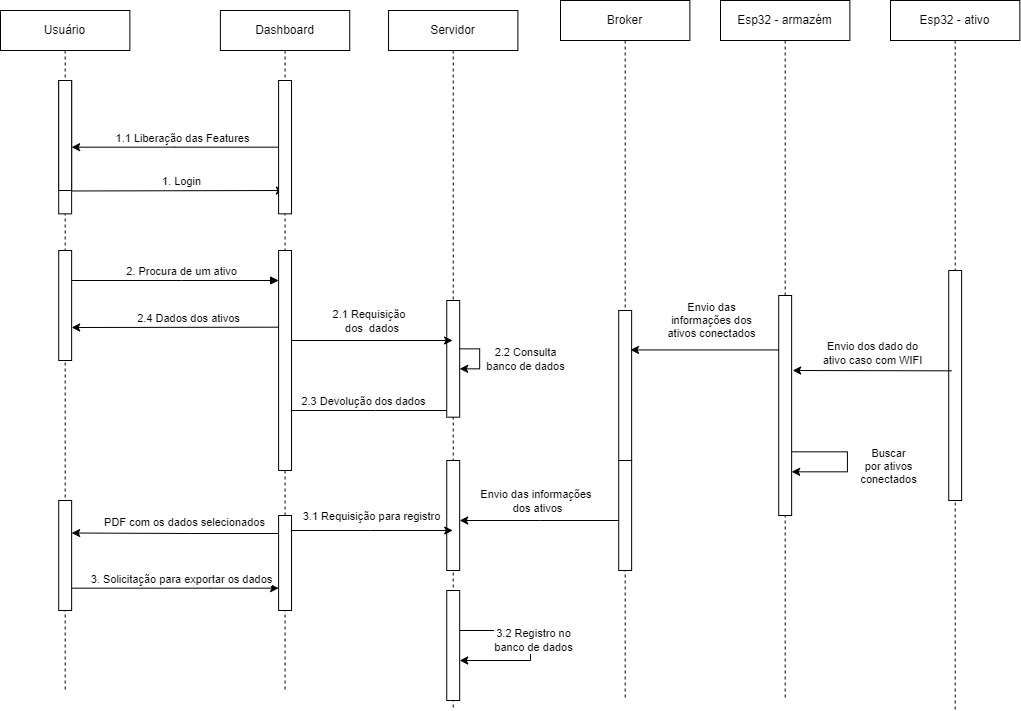 Usuário
Dashboard
Servidor
Broker
Esp32 - armazém
Esp32 - ativo
1.1 Liberação das Features
1. Login
2. Procura de um ativo
2.4 Dados dos ativos
2.1 Requisição
dos dados
2.2 Consulta
banco de dados
2.3 Devolução dos dados
Envio das
informações dos
ativos conectados
Envio dos dado do
ativo caso com WIFI
Buscar
por ativos
conectados
Envio das informações
dos ativos
PDF com os dados selecionados
3.1 Requisição para registro
3. Solicitação para exportar os dados
3.2 Registro no
banco de dados